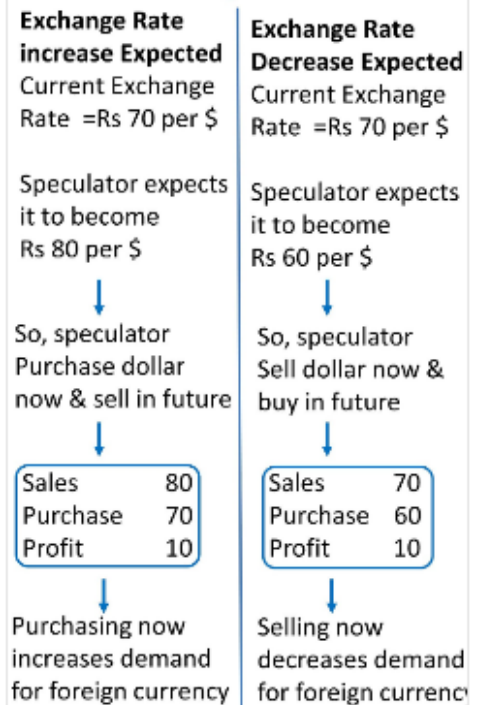 Exchange Rate
increase Expected
Current Exchange
Rate =Rs 70 per $
Speculator expects
it to become
Rs 80 per $
So, speculator
Purchase dollar
now & sell in future
Sales 80
Purchase 70
Profit 10
Purchasing now
increases demand
for foreign currency
Exchange Rate
Decrease Expected
Current Exchange
Rate =Rs 70 per $
Speculator expects
it to become
Rs 60 per $
So, speculator
Sell dollar now &
buy in future
Sales 70
Purchase 60
Profit 10
Selling now
decreases demand
for foreign currency